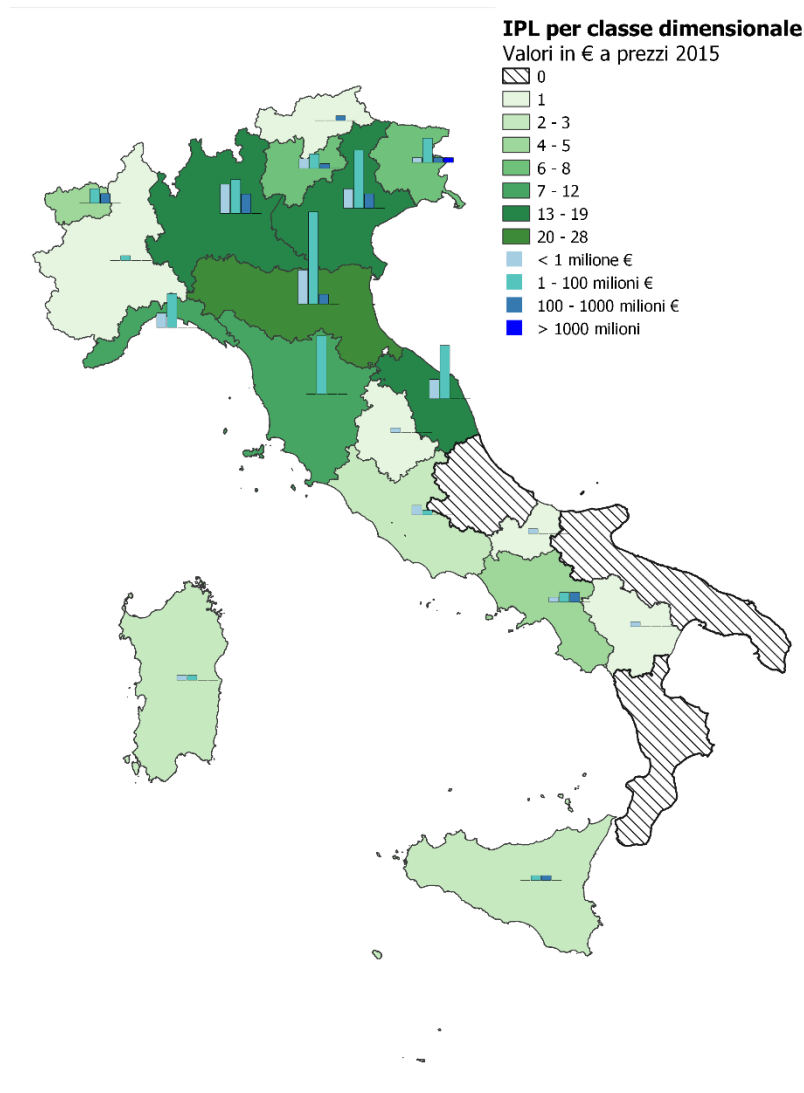 IPL per classe dimensionale
Valori in € a prezzi 2015
0
1
2 - 3
4 - 5
6 - 8
7 - 12
13 - 19
20 - 28
< 1 milione €
1 - 100 milioni €
100 - 1000 milioni €
> 1000 milioni